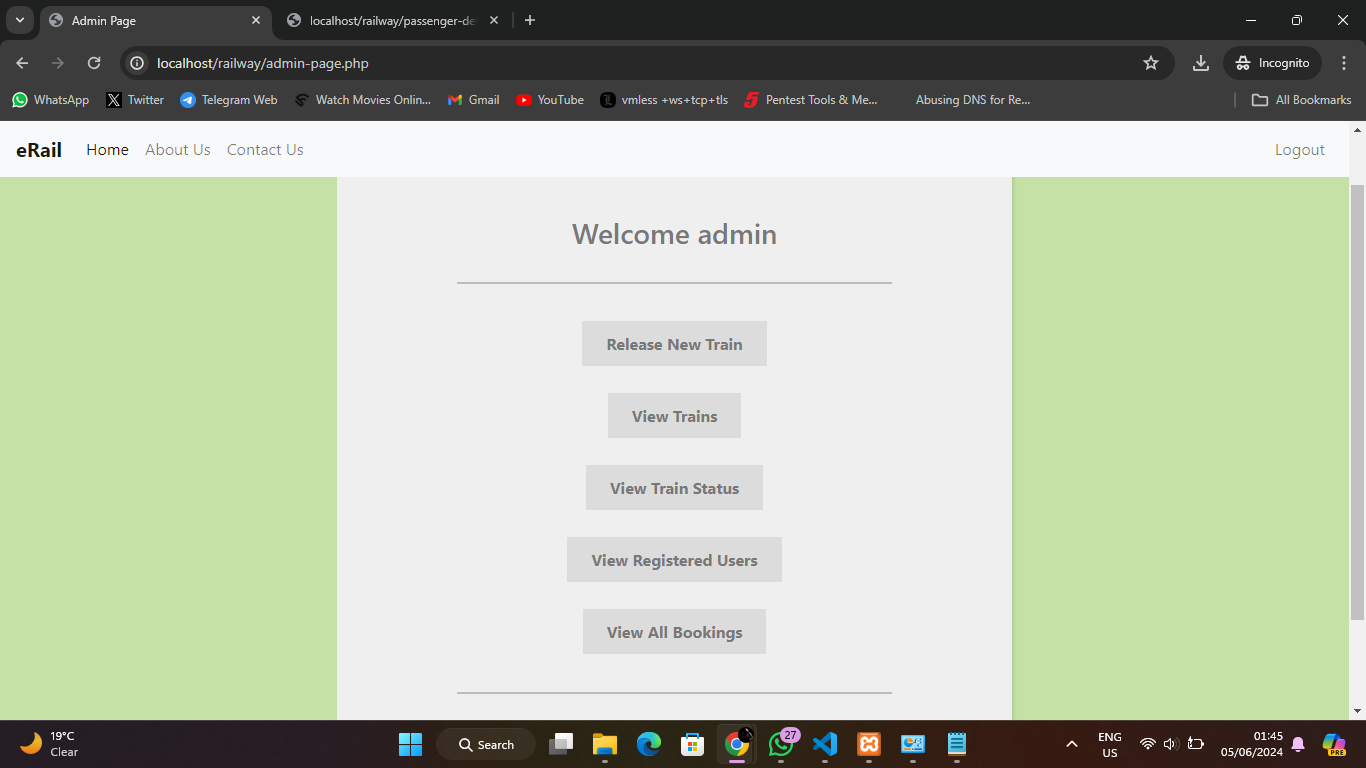 Admin Page
localhost/railway/passenger-de
localhost/railway/admin-page.php
Incognito
WhatsApp Twitter Telegram Web Watch Movies Onlin... Gmail YouTube vmless +ws+tcp+tls Pentest Tools & Me... Abusing DNS for Re... All Bookmarks
eRail Home About Us Contact Us Logout
Welcome admin
Release New Train
View Trains
View Train Status
View Registered Users
View All Bookings
19°C
Clear
Search
27
ENG
US
01:45
05/06/2024
PRE